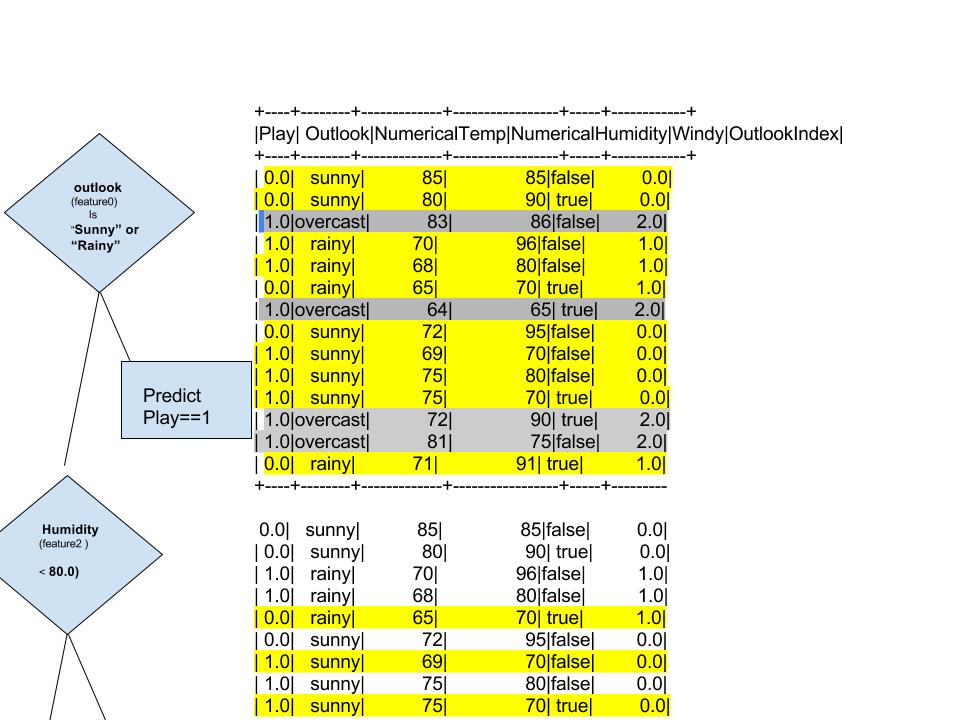 +----+--------+-------------+-----------------+-----+------------+
|Play| Outlook|NumericalTemp|NumericalHumidity|Windy|OutlookIndex|
+----+--------+-------------+-----------------+-----+------------+
| 0.0| sunny| 85| 85|false| 0.0|
| 0.0| sunny| 80| 90| true| 0.0|
| 1.0|overcast| 83| 86|false| 2.0|
| 1.0| rainy| 70| 96|false| 1.0|
| 1.0| rainy| 68| 80|false| 1.0|
| 0.0| rainy| 65| 70| true| 1.0|
| 1.0|overcast| 64| 65| true| 2.0|
| 0.0| sunny| 72| 95|false| 0.0|
| 1.0| sunny| 69| 70|false| 0.0|
| 1.0| sunny| 75| 80|false| 0.0|
| 1.0| sunny| 75| 70| true| 0.0|
| 1.0|overcast| 72| 90| true| 2.0|
| 1.0|overcast| 81| 75|false| 2.0|
| 0.0| rainy| 71| 91| true| 1.0|
+----+--------+-------------+-----------------+-----+---------
outlook
(feature0)
Is
“Sunny” or
“Rainy”
Predict
Play==1
0.0| sunny| 85| 85|false| 0.0|
| 0.0| sunny| 80| 90| true| 0.0|
| 1.0| rainy| 70| 96|false| 1.0|
| 1.0| rainy| 68| 80|false| 1.0|
| 0.0| rainy| 65| 70| true| 1.0|
| 0.0| sunny| 72| 95|false| 0.0|
| 1.0| sunny| 69| 70|false| 0.0|
| 1.0| sunny| 75| 80|false| 0.0|
| 1.0| sunny| 75| 70| true| 0.0|
Humidity
(feature2 )
< 80.0)